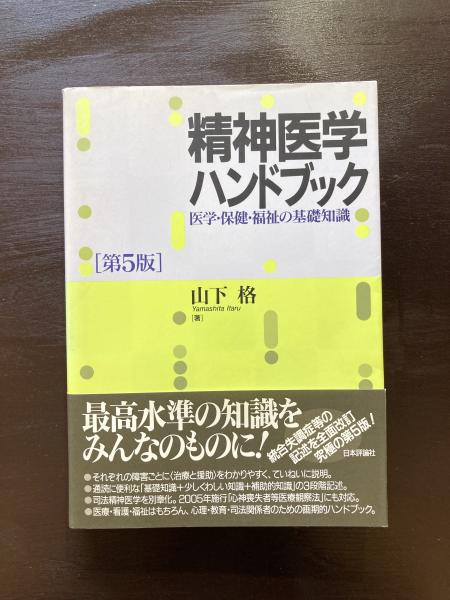 精神医学
ハンドブック
医学・保健・福祉の基礎知識
[第5版]
山下 格
Yamashita Itaru
[著]
最高水準の知識を
みんなのものに!
統合失調症等の
記述を全面改訂
究極の第5版!
日本評論社
●それぞれの障害ごとに〈治療と援助〉をわかりやすく、ていねいに説明。
●通読に便利な「基礎知識+少しくわしい知識+補助的知識」の3段階記述。
●司法精神医学を別章化。2005年施行「心神喪失者等医療観察法」にも対応。
●医療・看護・福祉はもちろん、心理・教育・司法関係者のための画期的ハンドブック。